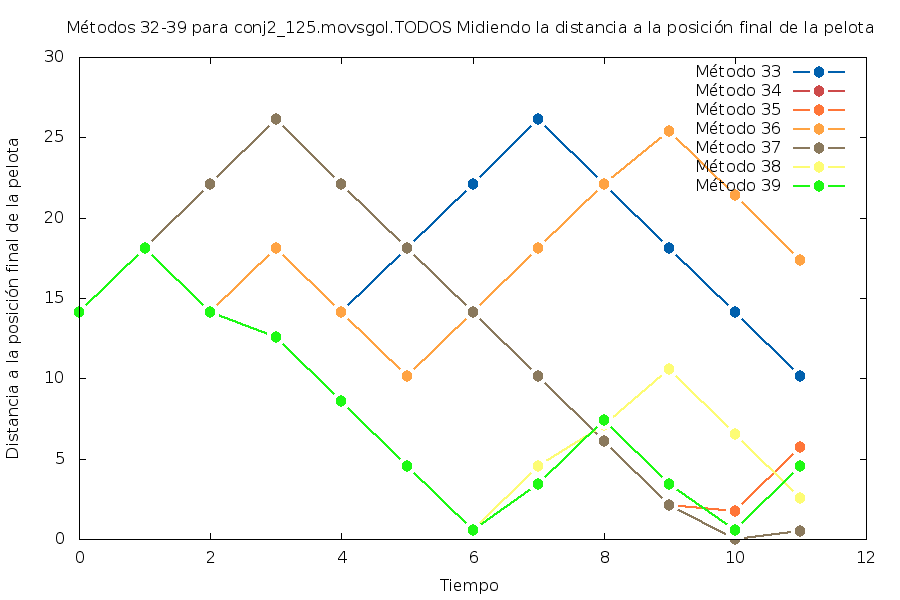 Métodos 32-39 para conj2_125.movsgol.TODOS Midiendo la distancia a la posición final de la pelota
30
25
20
15
10
5
0
Distancia a la posición final de la pelota
Método 33
Método 34
Método 35
Método 36
Método 37
Método 38
Método 39
0 2 4 6 8 10 12
Tiempo